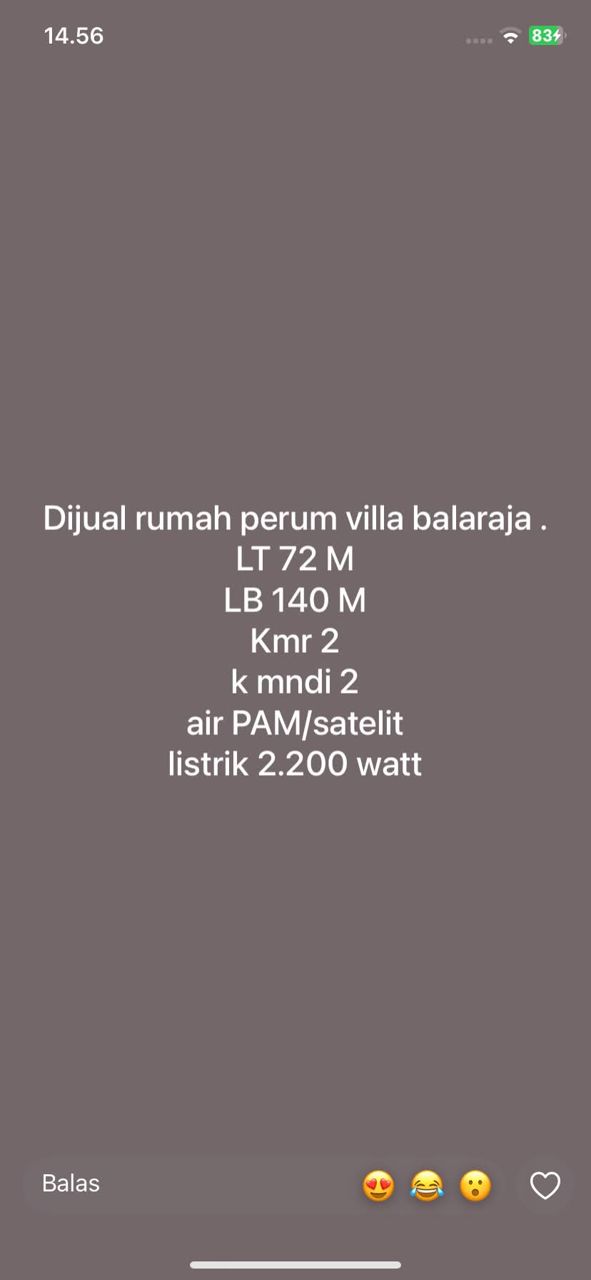 14.56
83
Dijual rumah perum villa balaraja .
LT 72 M
LB 140 M
Kmr 2
k mndi 2
air PAM/satelit
listrik 2.200 watt
Balas